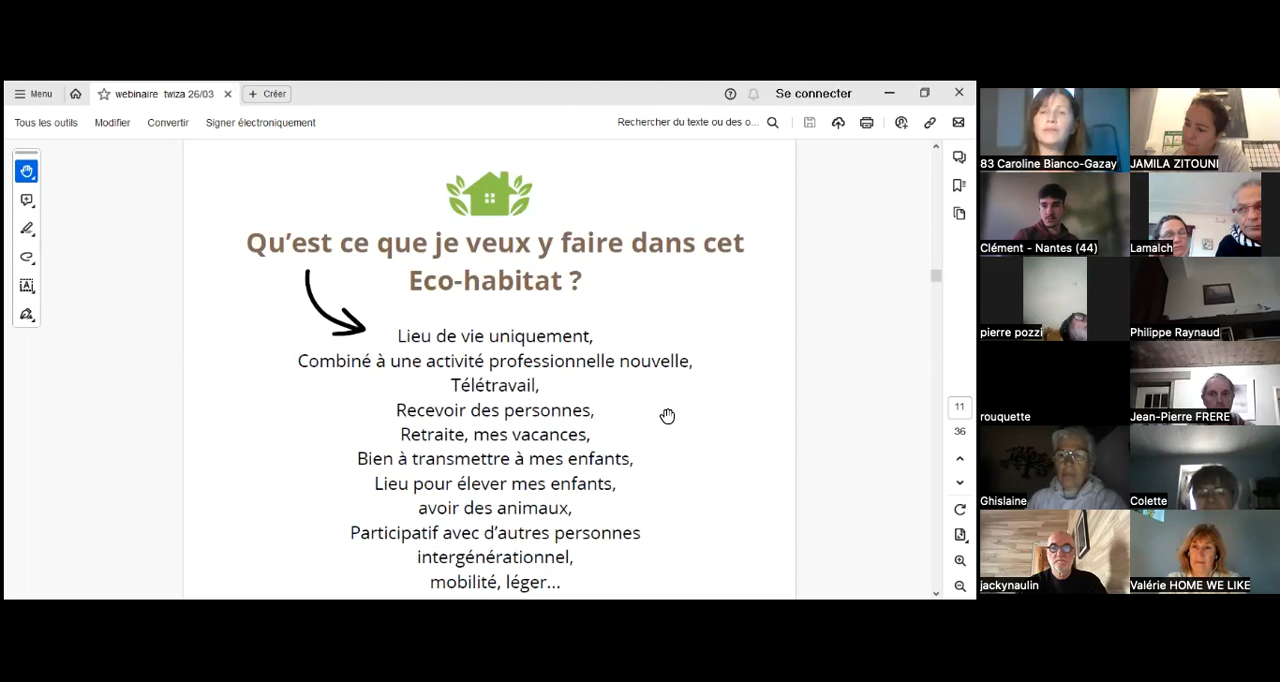 Menu
webinaire twiza 26/03
Créer
Se connecter
Tous les outils
Modifier
Convertir
Signer électroniquement
Rechercher du texte ou des o...
Qu’est ce que je veux y faire dans cet
Eco-habitat ?
Lieu de vie uniquement,
Combiné à une activité professionnelle nouvelle,
Télétravail,
Recevoir des personnes,
Retraite, mes vacances,
Bien à transmettre à mes enfants,
Lieu pour élever mes enfants,
avoir des animaux,
Participatif avec d’autres personnes
intergénérationnel,
mobilité, léger...
11
36
83 Caroline Bianco-Gazay
JAMILA ZITOUNI
Clément - Nantes (44)
Lamalch
pierre pozzi
Philippe Raynaud
rouquette
Jean-Pierre FRERE
Ghislaine
Colette
jackynaulin
Valérie HOME WE LIKE